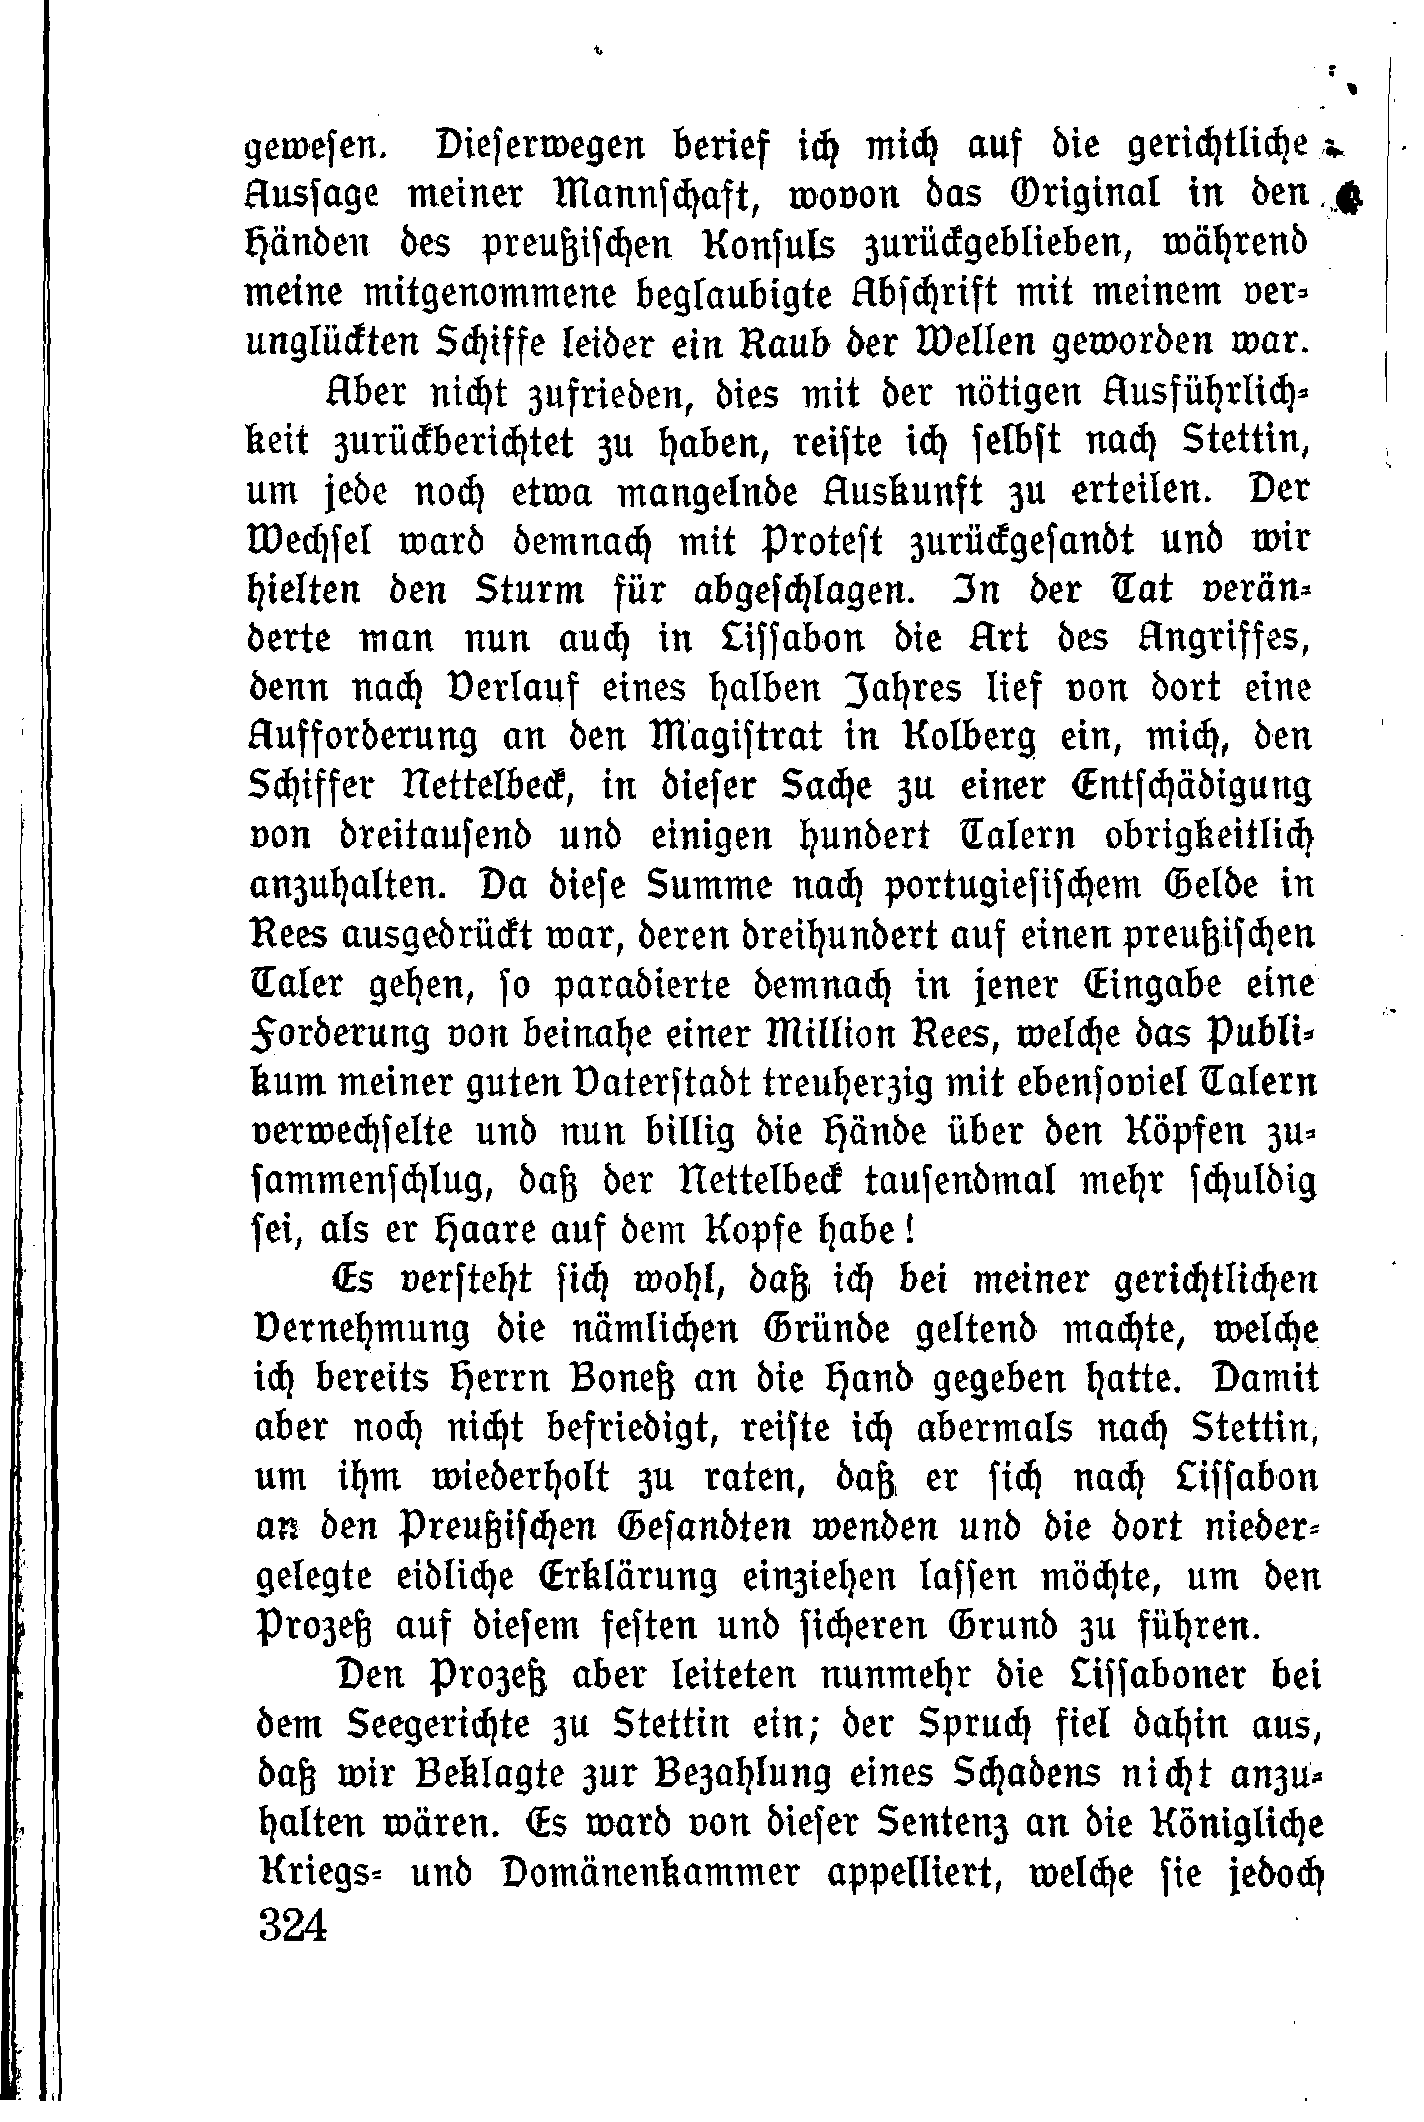 gewesen. Dieserwegen berief ich mich auf die gerichtliche
Aussage meiner Mannschaft, wovon das Original in den
Händen des preußischen Konsuls zurückgeblieben, während
meine mitgenommene beglaubigte Abschrift mit meinem ver-
unglückten Schiffe leider ein Raub der Wellen geworden war.
Aber nicht zufrieden, dies mit der nötigen Ausführlich-
keit zurückberichtet zu haben, reiste ich selbst nach Stettin,
um jede noch etwa mangelnde Auskunft zu erteilen. Der
Wechsel ward demnach mit Protest zurückgesandt und wir
hielten den Sturm für abgeschlagen. In der Tat verän-
derte man nun auch in Lissabon die Art des Angriffes,
denn nach Verlauf eines halben Jahres lief von dort eine
Aufforderung an den Magistrat in Kolberg ein, mich, den
Schiffer Nettelbeck, in dieser Sache zu einer Entschädigung
von dreitausend und einigen hundert Talern obrigkeitlich
anzuhalten. Da diese Summe nach portugiesischem Gelde in
Rees ausgedrückt war, deren dreihundert auf einen preußischen
Taler gehen, so paradierte demnach in jener Eingabe eine
Forderung von beinahe einer Million Rees, welche das Publi-
kum meiner guten Vaterstadt treuherzig mit ebensoviel Talern
verwechselte und nun billig die Hände über den Köpfen zu-
sammenschlug, daß der Nettelbeck tausendmal mehr schuldig
sei, als er Haare auf dem Kopfe habe!
Es versteht sich wohl, daß ich bei meiner gerichtlichen
Vernehmung die nämlichen Gründe geltend machte, welche
ich bereits Herrn Boneß an die Hand gegeben hatte. Damit
aber noch nicht befriedigt, reiste ich abermals nach Stettin,
um ihm wiederholt zu raten, daß er sich nach Lissabon
an den Preußischen Gesandten wenden und die dort nieder-
gelegte eidliche Erklärung einziehen lassen möchte, um den
Prozeß auf diesem festen und sicheren Grund zu führen.
Den Prozeß aber leiteten nunmehr die Lissaboner bei
dem Seegerichte zu Stettin ein; der Spruch fiel dahin aus,
daß wir Beklagte zur Bezahlung eines Schadens nicht anzu-
halten wären. Es ward von dieser Sentenz an die Königliche
Kriegs- und Domänenkammer appelliert, welche sie jedoch
324